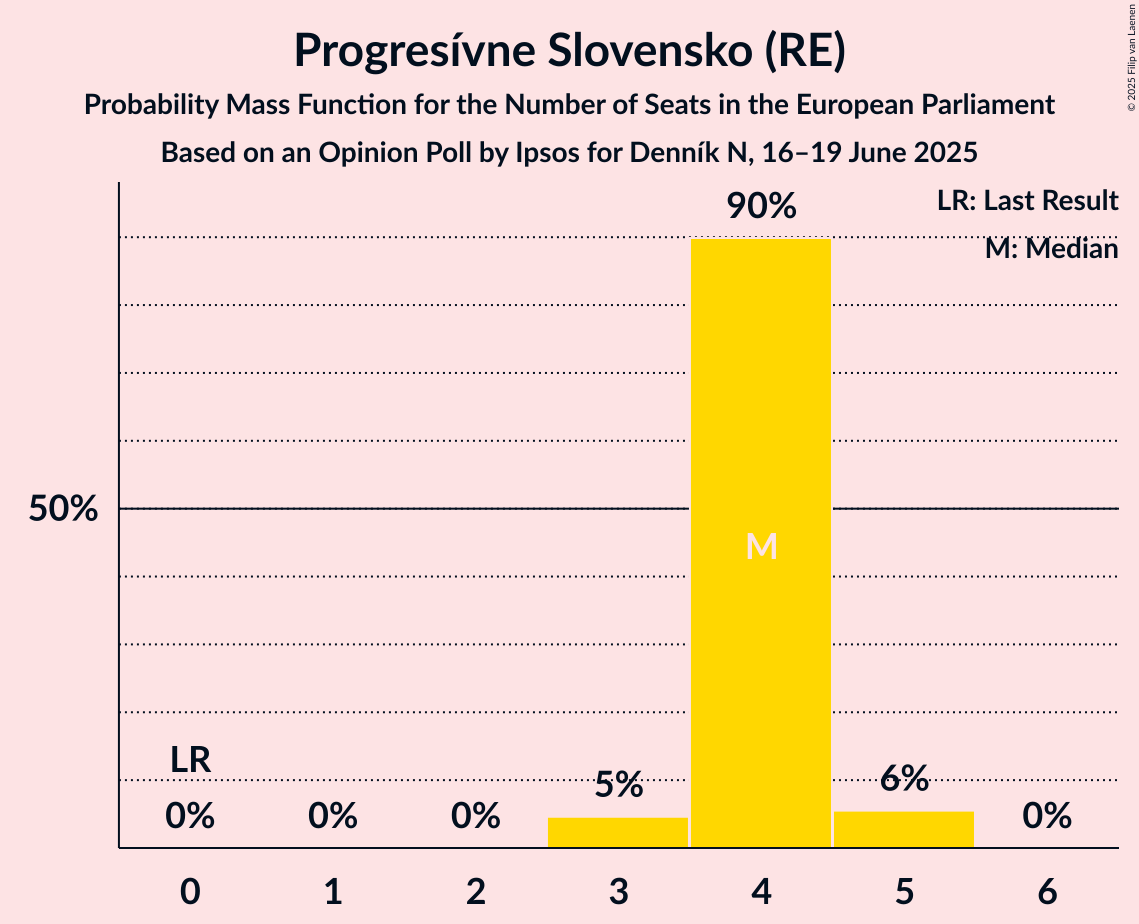 Progresívne Slovensko (RE)
Probability Mass Function for the Number of Seats in the European Parliament
Based on an Opinion Poll by Ipsos for Denník N, 16–19 June 2025
© 2025 Filip van Laenen
LR: Last Result
M: Median
90%
50%
M
LR
0%
0%
0%
5%
6%
0%
0
1
2
3
4
5
6